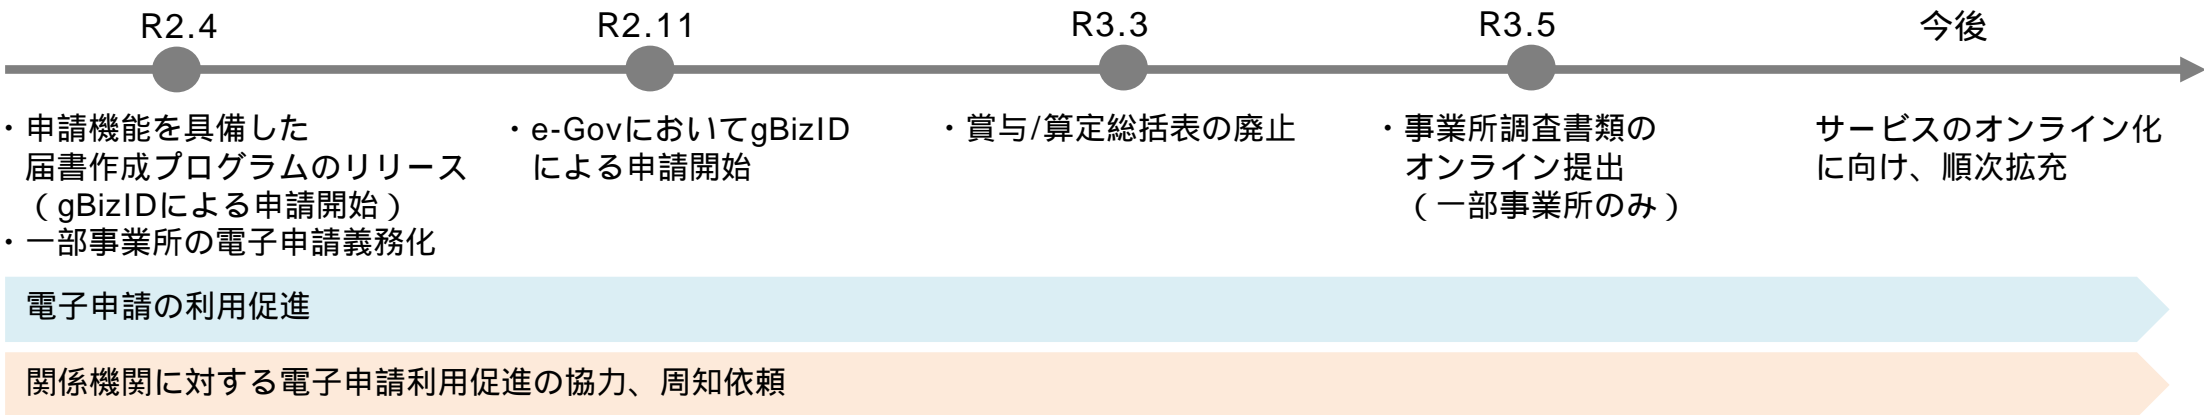 R2.4
R2.11
R3.3
R3.5
今後
・申請機能を具備した
届書作成プログラムのリリース
（gBizIDによる申請開始）
・一部事業所の電子申請義務化
・e-GovにおいてgBizID
による申請開始
・賞与/算定総括表の廃止
・事業所調査書類の
オンライン提出
（一部事業所のみ）
サービスのオンライン化
に向け、順次拡充
電子申請の利用促進
関係機関に対する電子申請利用促進の協力、周知依頼